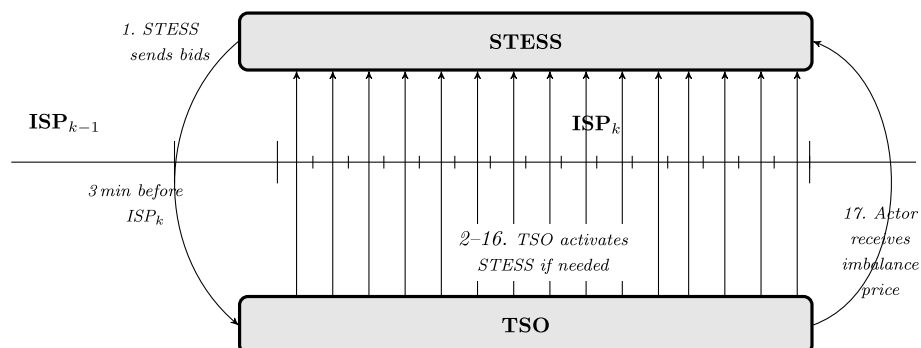 1. STESS
sends bids
STESS
ISP_{k−1}
ISP_k
3 min before
ISP_k
2–16. TSO activates
STESS if needed
17. Actor
receives
imbalance
price
TSO